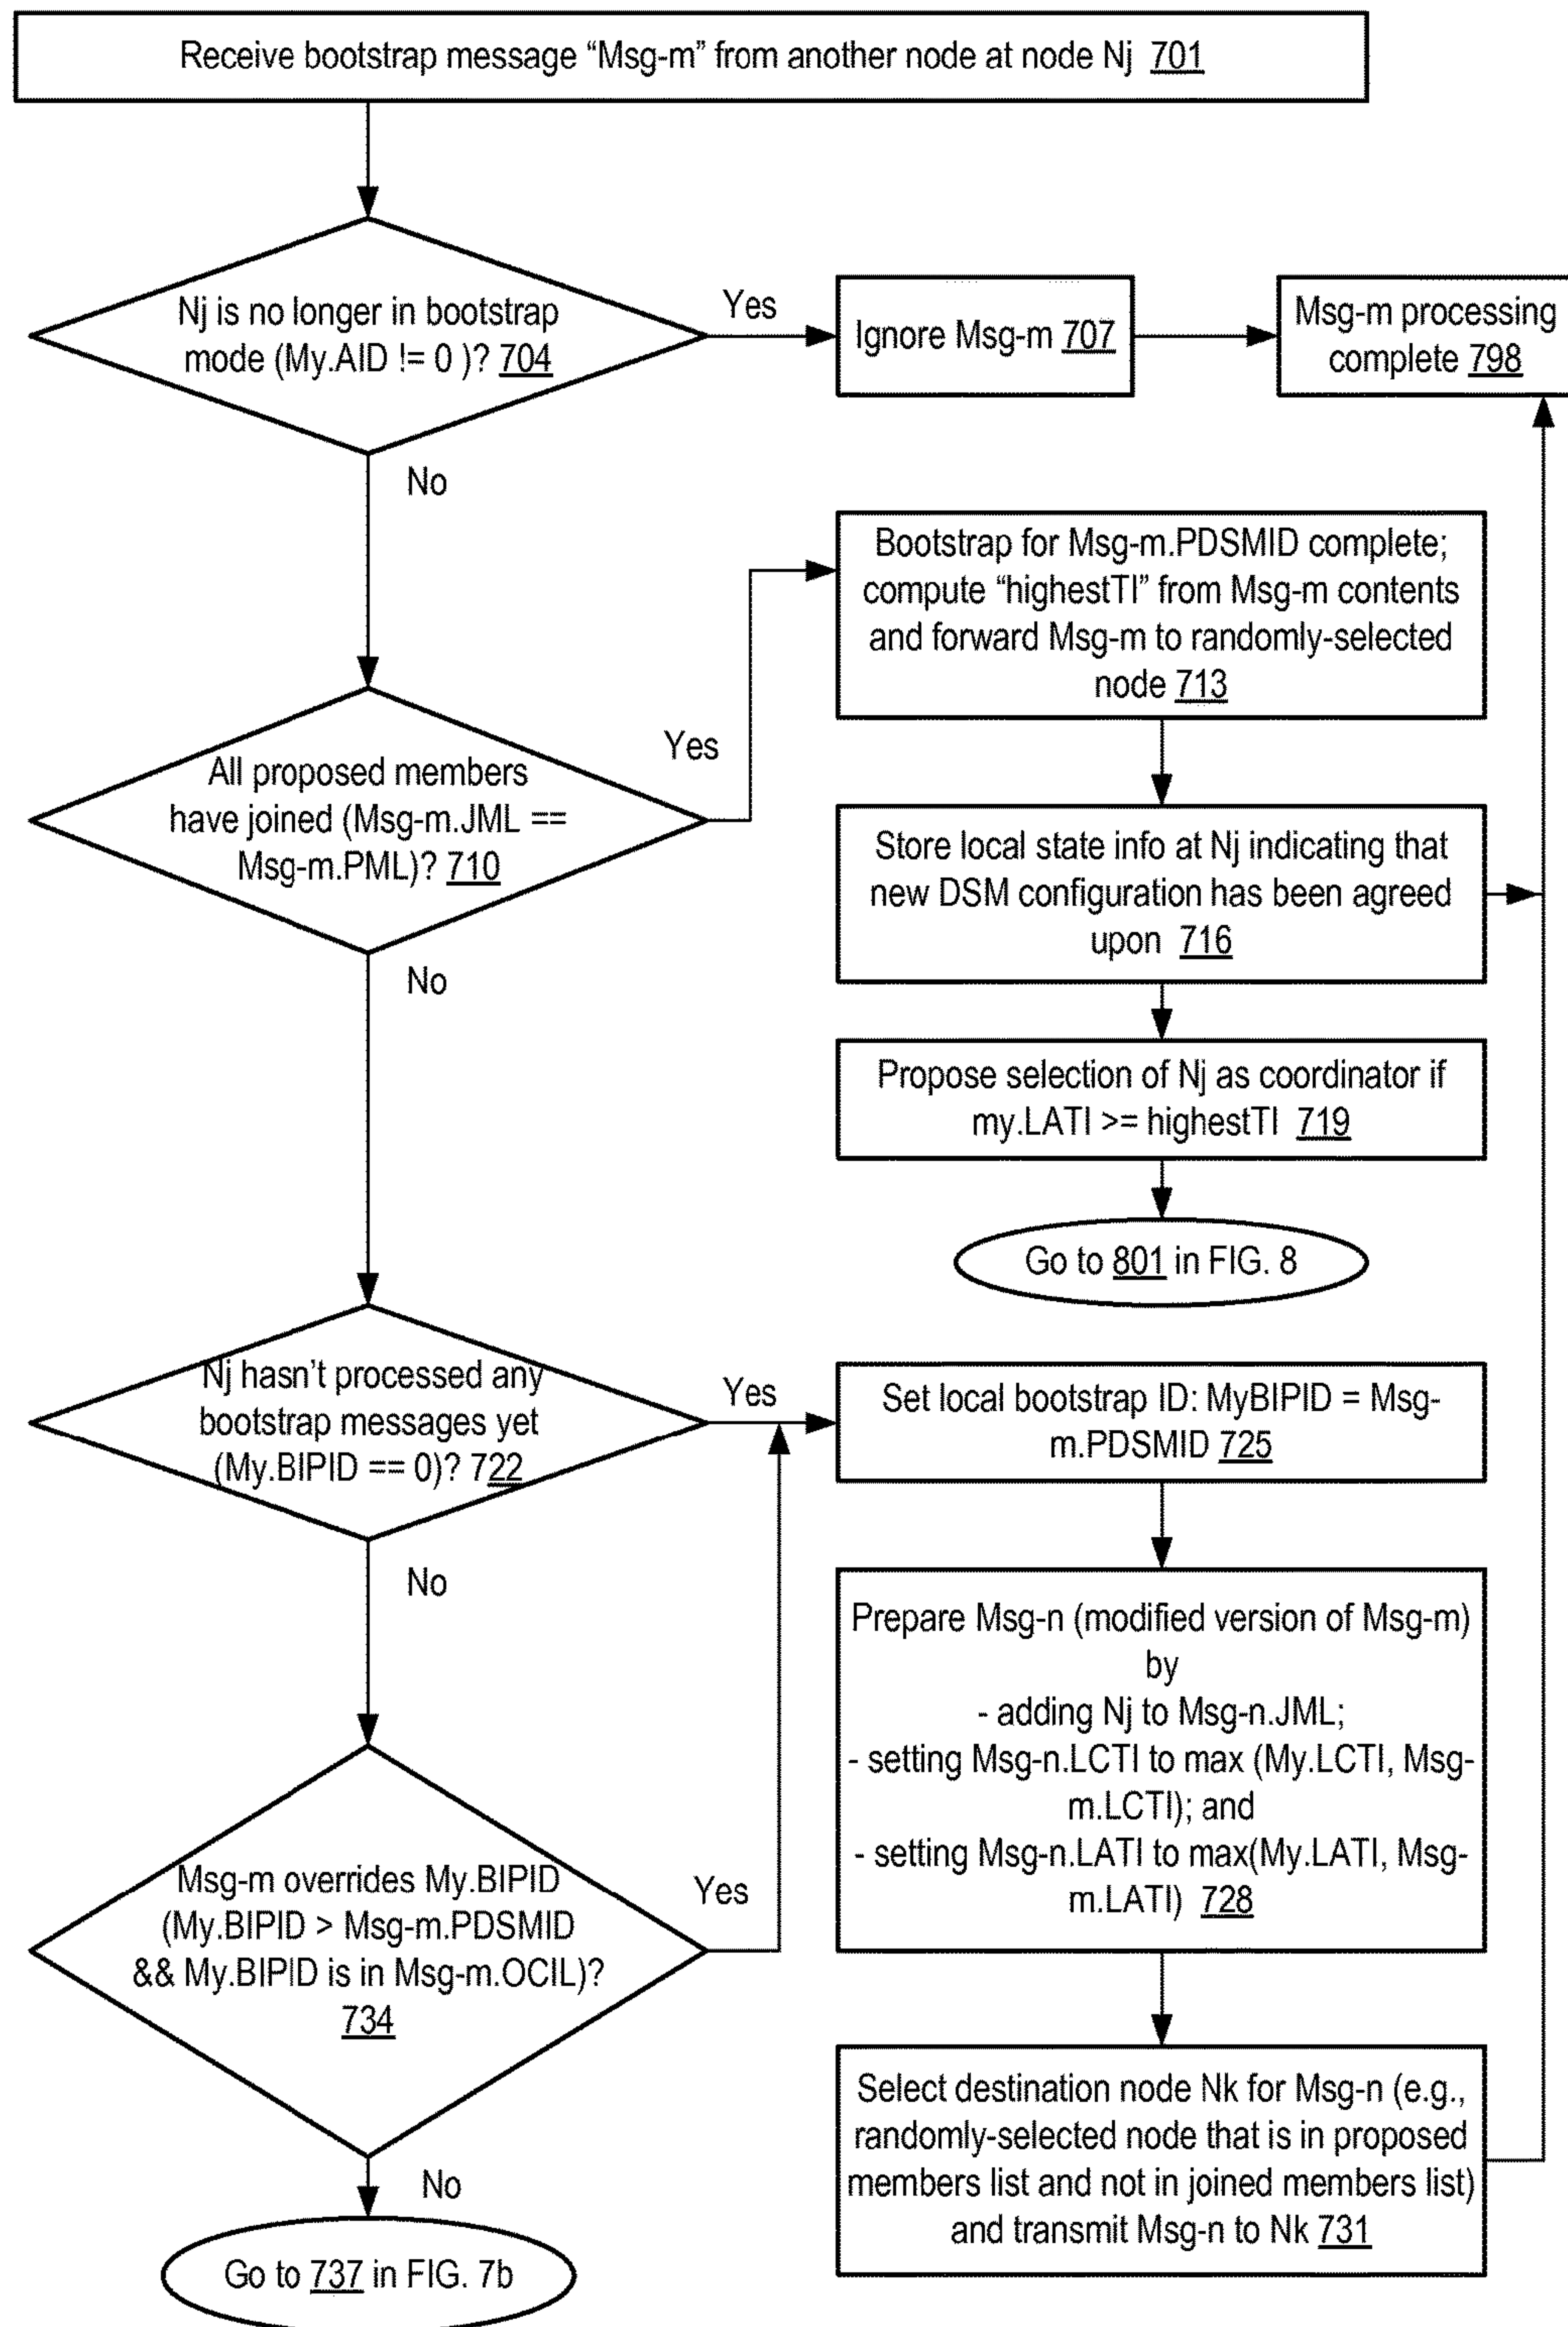 Receive bootstrap message “Msg-m” from another node at node Nj 701
Nj is no longer in bootstrap
mode (My.AID != 0 )? 704
Yes
Ignore Msg-m 707
Msg-m processing
complete 798
No
Bootstrap for Msg-m.PDSMID complete;
compute “highestTI” from Msg-m contents
and forward Msg-m to randomly-selected
node 713
All proposed members
have joined (Msg-m.JML ==
Msg-m.PML)? 710
Yes
Store local state info at Nj indicating that
new DSM configuration has been agreed
upon 716
No
Propose selection of Nj as coordinator if
my.LATI >= highestTI 719
Go to 801 in FIG. 8
Nj hasn’t processed any
bootstrap messages yet
(My.BIPID == 0)? 722
Yes
Set local bootstrap ID: MyBIPID = Msg-
m.PDSMID 725
No
Prepare Msg-n (modified version of Msg-m)
by
- adding Nj to Msg-n.JML;
- setting Msg-n.LCTI to max (My.LCTI, Msg-
m.LCTI); and
- setting Msg-n.LATI to max(My.LATI, Msg-
m.LATI) 728
Msg-m overrides My.BIPID
(My.BIPID > Msg-m.PDSMID
&& My.BIPID is in Msg-m.OCIL)?
734
Yes
Select destination node Nk for Msg-n (e.g.,
randomly-selected node that is in proposed
members list and not in joined members list)
and transmit Msg-n to Nk 731
No
Go to 737 in FIG. 7b